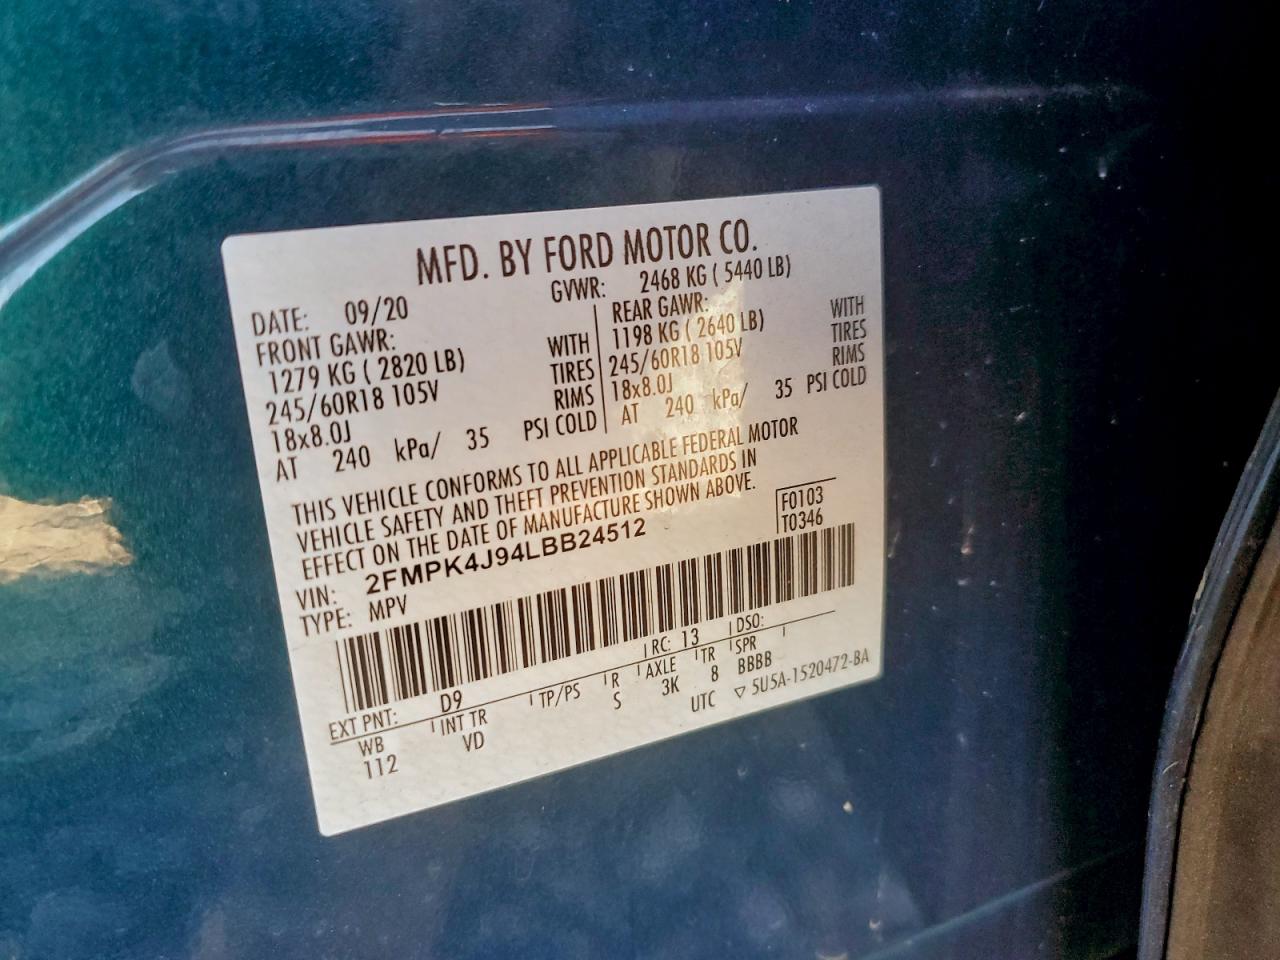 MFD. BY FORD MOTOR CO.
DATE: 09/20 GVWR: 2468 KG ( 5440 LB)
FRONT GAWR: REAR GAWR:
1279 KG ( 2820 LB) WITH 1198 KG ( 2640 LB) WITH
245/60R18 105V TIRES 245/60R18 105V TIRES
18x8.0J RIMS 18x8.0J RIMS
AT 240 kPa/ 35 PSI COLD AT 240 kPa/ 35 PSI COLD
THIS VEHICLE CONFORMS TO ALL APPLICABLE FEDERAL MOTOR
VEHICLE SAFETY AND THEFT PREVENTION STANDARDS IN
EFFECT ON THE DATE OF MANUFACTURE SHOWN ABOVE.
VIN: 2FMPK4J94LBB24512 F0103
TYPE: MPV T0346
EXT PNT: D9 RC: 13 DSO:
WB INT TR TP/PS R AXLE TR SPR
112 VD S 3K 8 BBBB
UTC ▽ 5U5A-1520472-BA